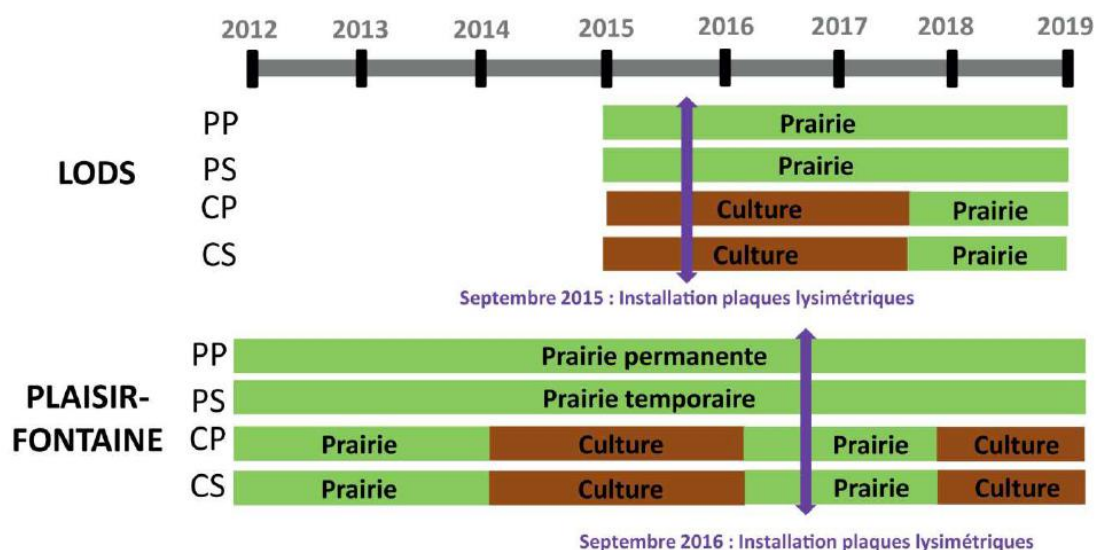 2012 2013 2014 2015 2016 2017 2018 2019
LODS
PP Prairie
PS Prairie
CP Culture Prairie
CS Culture Prairie
Septembre 2015 : Installation plaques lysimétriques
PLAISIR-
FONTAINE
PP Prairie permanente
PS Prairie temporaire
CP Prairie Culture Prairie Culture
CS Prairie Culture Prairie Culture
Septembre 2016 : Installation plaques lysimétriques